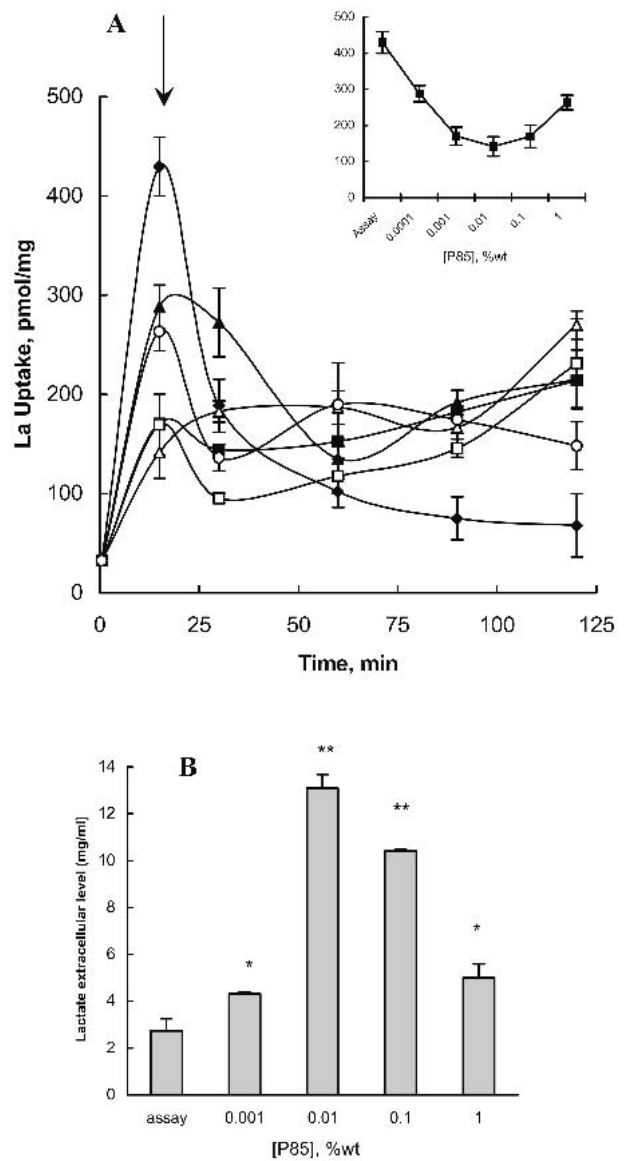 A
500
400
300
200
100
0
La Uptake, pmol/mg
0 25 50 75 100 125
Time, min
500
400
300
200
100
0
Assay 0.0001 0.001 0.01 0.1 1
[P85], %wt
B
14
12
10
8
6
4
2
0
Lactate extracellular level (mg/ml)
*
**
**
*
assay 0.001 0.01 0.1 1
[P85], %wt